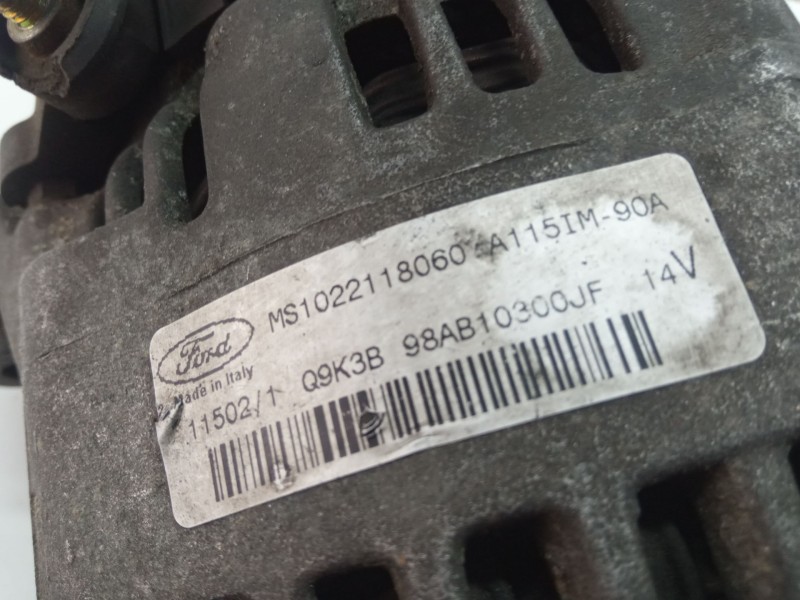 MS1022118060 A115IM-90A
Ford
Made in Italy
Q9K3B 98AB10300JF 14V
11502/1